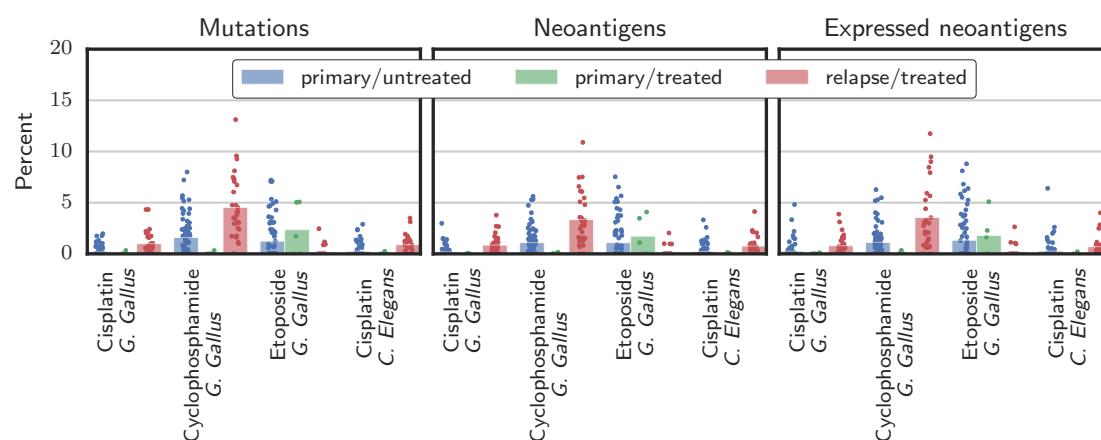 Mutations
Neoantigens
Expressed neoantigens
primary/untreated
primary/treated
relapse/treated
Percent
20
15
10
5
0
Cisplatin
G. Gallus
Cyclophosphamide
G. Gallus
Etoposide
G. Gallus
Cisplatin
C. Elegans
Cisplatin
G. Gallus
Cyclophosphamide
G. Gallus
Etoposide
G. Gallus
Cisplatin
C. Elegans
Cisplatin
G. Gallus
Cyclophosphamide
G. Gallus
Etoposide
G. Gallus
Cisplatin
C. Elegans